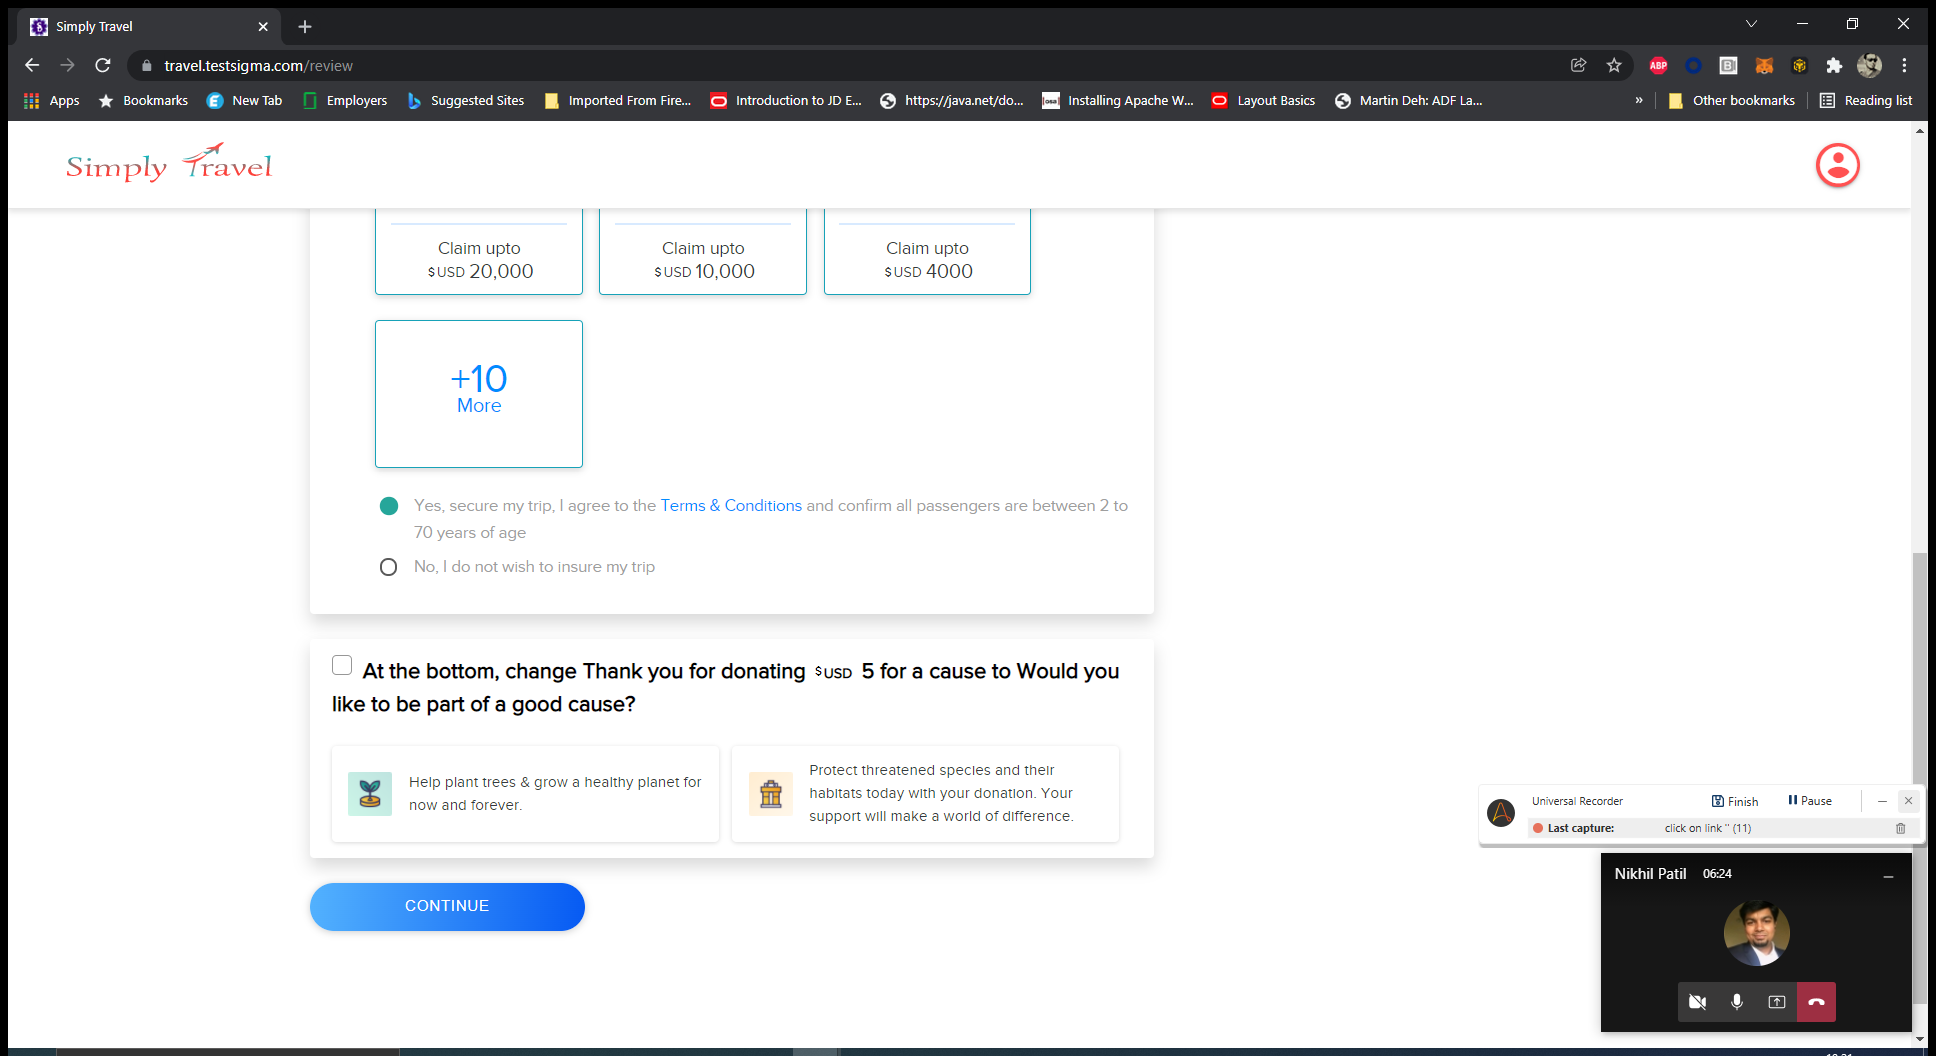 Simply Travel
travel.testsigma.com/review
ABP
Apps Bookmarks New Tab Employers Suggested Sites Imported From Fire... Introduction to JD E... https://java.net/do... Installing Apache W... Layout Basics Martin Deh: ADF La... » Other bookmarks Reading list
Simply Travel
Claim upto Claim upto Claim upto
$ USD 20,000 $ USD 10,000 $ USD 4000
+10
More
Yes, secure my trip, I agree to the Terms & Conditions and confirm all passengers are between 2 to
70 years of age
No, I do not wish to insure my trip
At the bottom, change Thank you for donating $ USD 5 for a cause to Would you
like to be part of a good cause?
Help plant trees & grow a healthy planet for
now and forever.
Protect threatened species and their
habitats today with your donation. Your
support will make a world of difference.
CONTINUE
Universal Recorder Finish Pause
Last capture: click on link '' (11)
Nikhil Patil 06:24